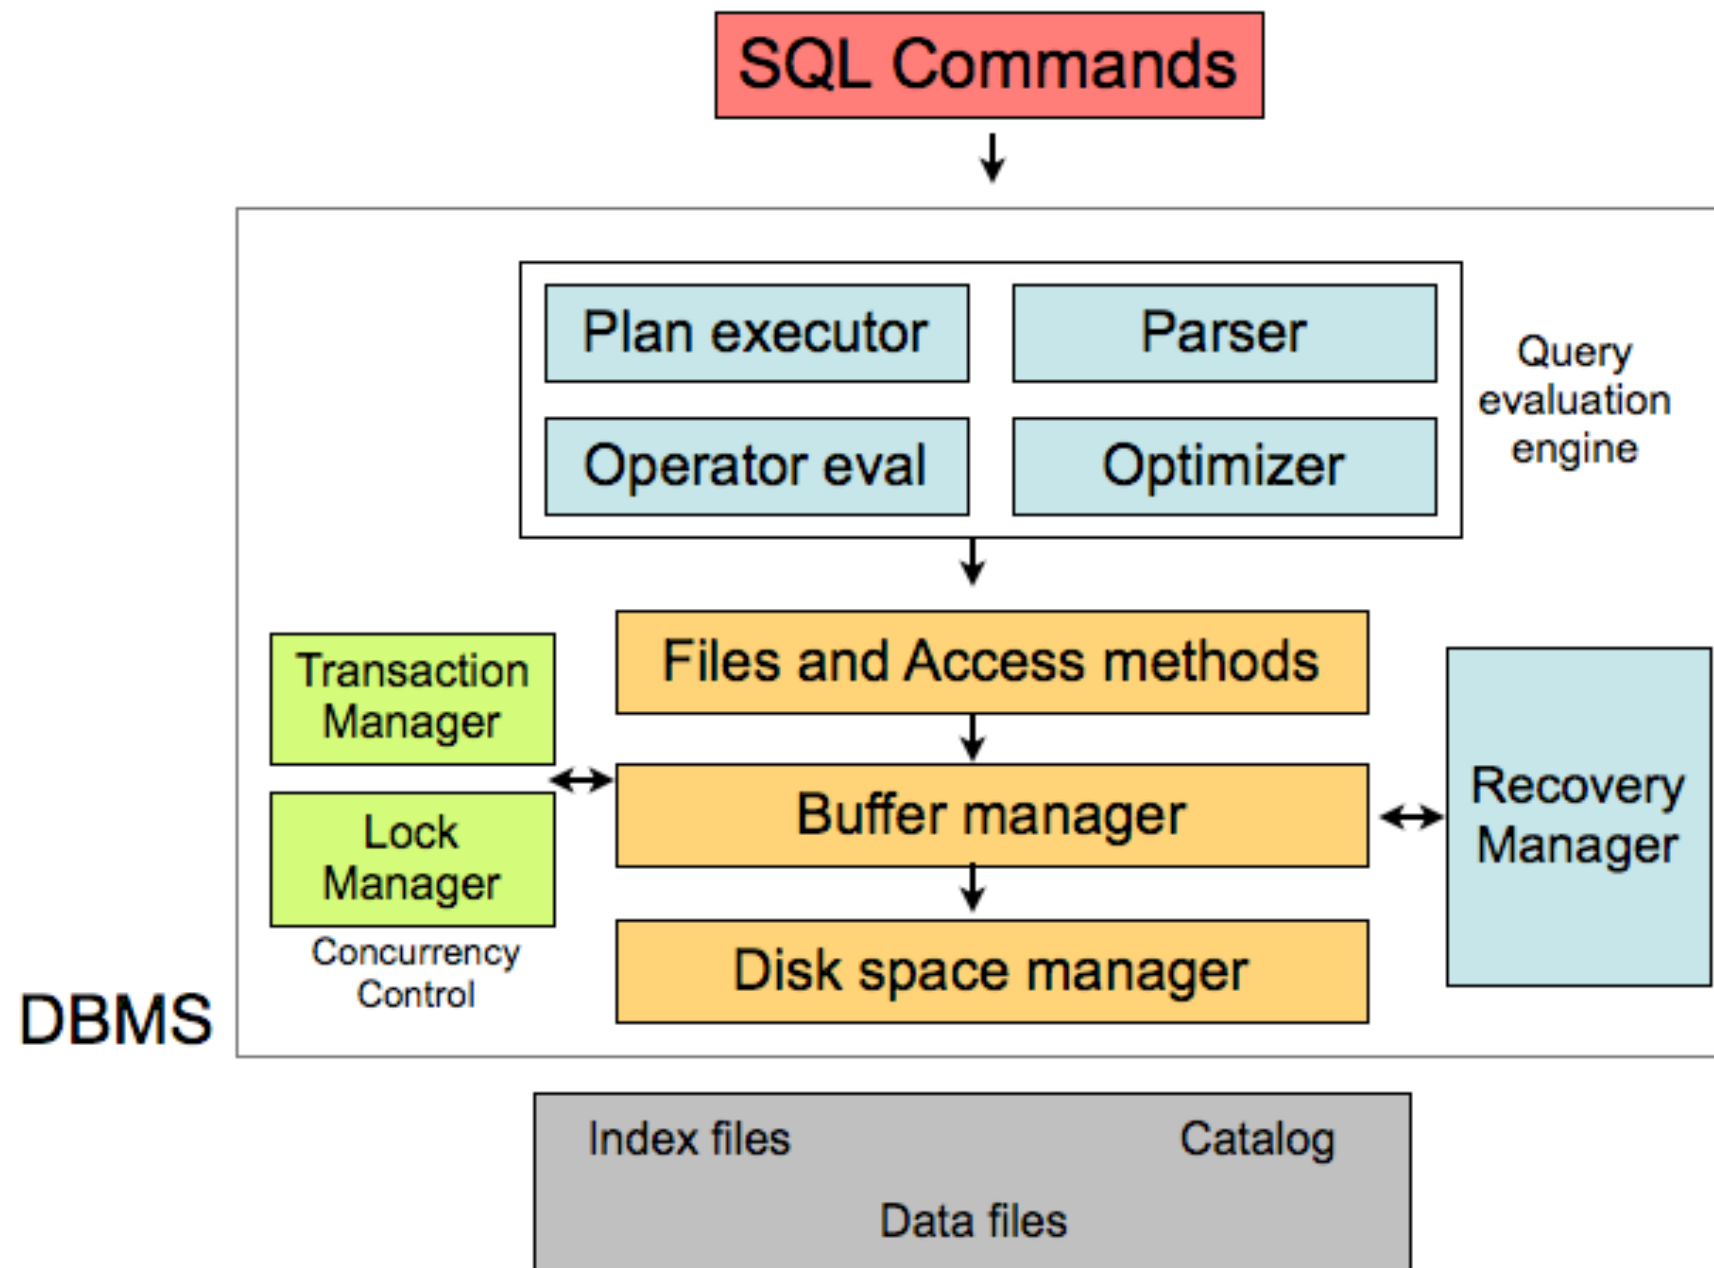 SQL Commands
Plan executor
Parser
Operator eval
Optimizer
Query
evaluation
engine
Files and Access methods
Transaction
Manager
Buffer manager
Lock
Manager
Concurrency
Control
Recovery
Manager
Disk space manager
DBMS
Index files
Catalog
Data files